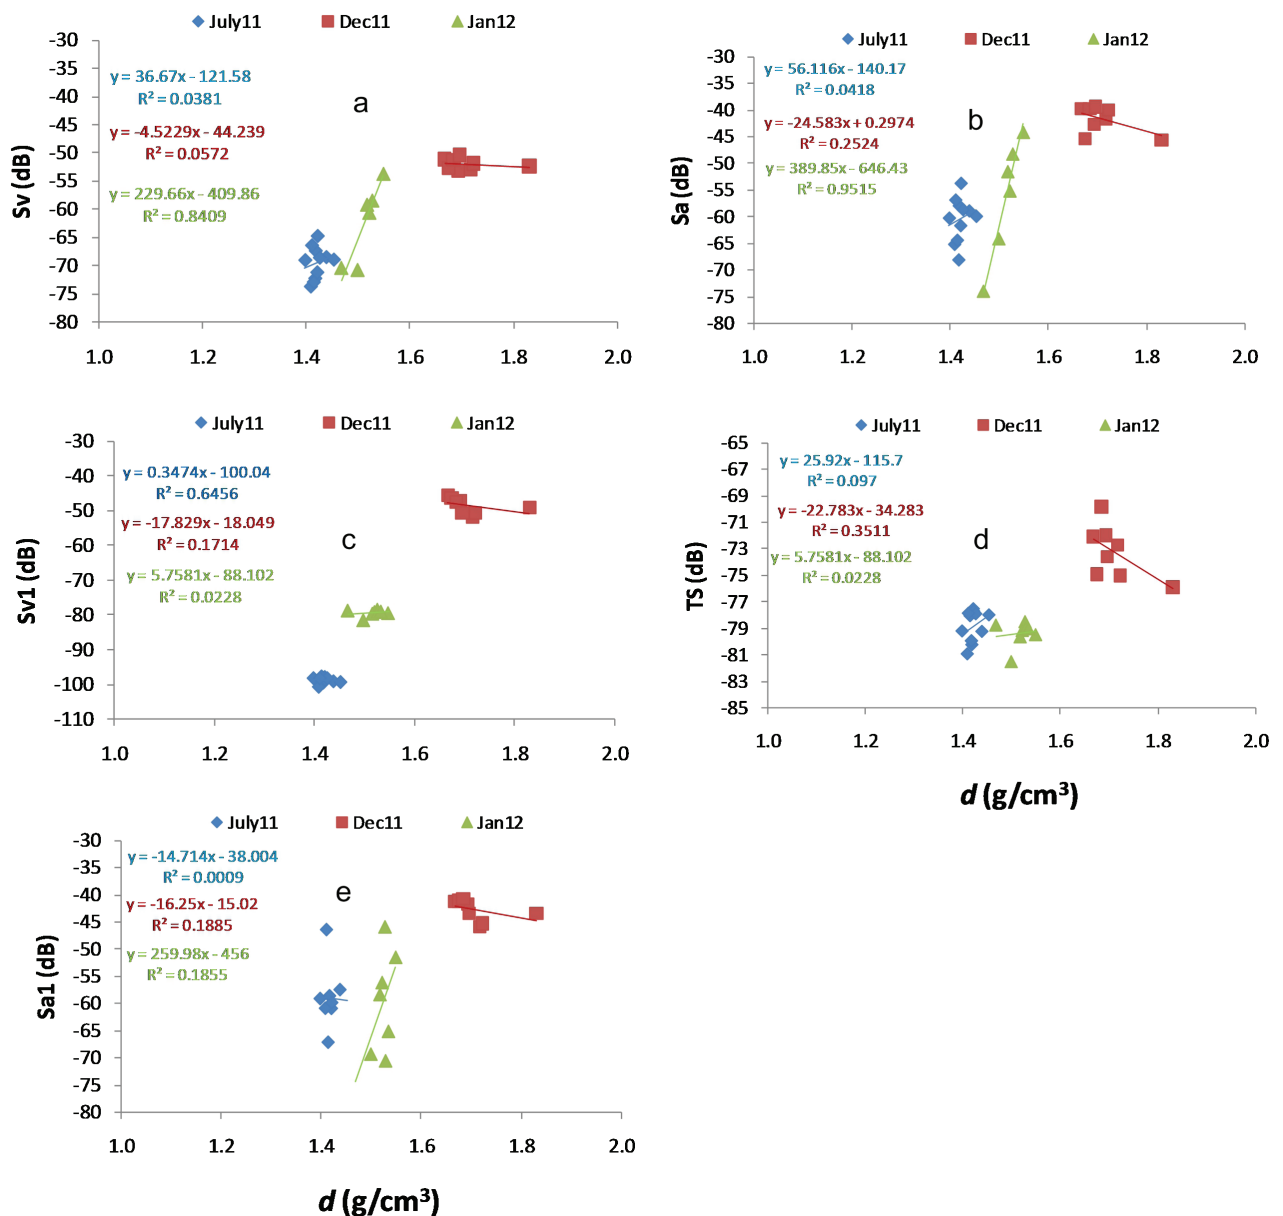 July11 Dec11 Jan12
-30
-35
-40
-45
-50
-55
-60
-65
-70
-75
-80
Sv (dB)
y = 36.67x - 121.58
R² = 0.0381
y = -4.5229x - 44.239
R² = 0.0572
y = 229.66x - 409.86
R² = 0.8409
a
1.0 1.2 1.4 1.6 1.8 2.0
July11 Dec11 Jan12
-30
-35
-40
-45
-50
-55
-60
-65
-70
-75
-80
Sa (dB)
y = 56.116x - 140.17
R² = 0.0418
y = -24.583x + 0.2974
R² = 0.2524
y = 389.85x - 646.43
R² = 0.9515
b
1.0 1.2 1.4 1.6 1.8 2.0
July11 Dec11 Jan12
-30
-40
-50
-60
-70
-80
-90
-100
-110
Sv1 (dB)
y = 0.3474x - 100.04
R² = 0.6456
y = -17.829x - 18.049
R² = 0.1714
y = 5.7581x - 88.102
R² = 0.0228
c
1.0 1.2 1.4 1.6 1.8 2.0
July11 Dec11 Jan12
-65
-67
-69
-71
-73
-75
-77
-79
-81
-83
-85
TS (dB)
y = 25.92x - 115.7
R² = 0.097
y = -22.783x - 34.283
R² = 0.3511
y = 5.7581x - 88.102
R² = 0.0228
d
1.0 1.2 1.4 1.6 1.8 2.0
d (g/cm³)
July11 Dec11 Jan12
-30
-35
-40
-45
-50
-55
-60
-65
-70
-75
-80
Sa1 (dB)
y = -14.714x - 38.004
R² = 0.0009
y = -16.25x - 15.02
R² = 0.1885
y = 259.98x - 456
R² = 0.1855
e
1.0 1.2 1.4 1.6 1.8 2.0
d (g/cm³)